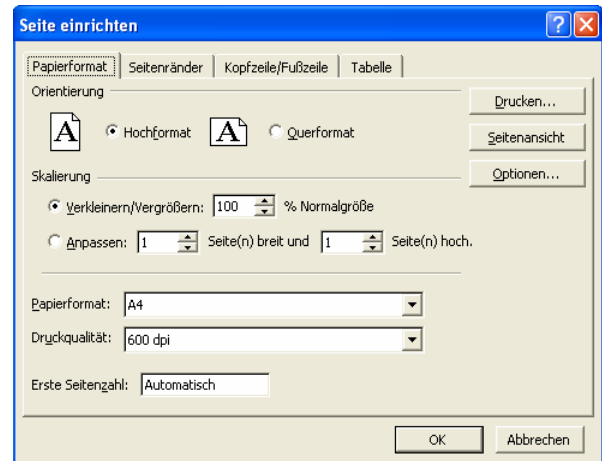 Seite einrichten
Papierformat Seitenränder Kopfzeile/Fußzeile Tabelle
Orientierung
Drucken...
A Hochformat A Querformat
Seitenansicht
Skalierung
Optionen...
Verkleinern/Vergrößern: 100 % Normalgröße
Anpassen: 1 Seite(n) breit und 1 Seite(n) hoch.
Papierformat: A4
Druckqualität: 600 dpi
Erste Seitenzahl: Automatisch
OK Abbrechen